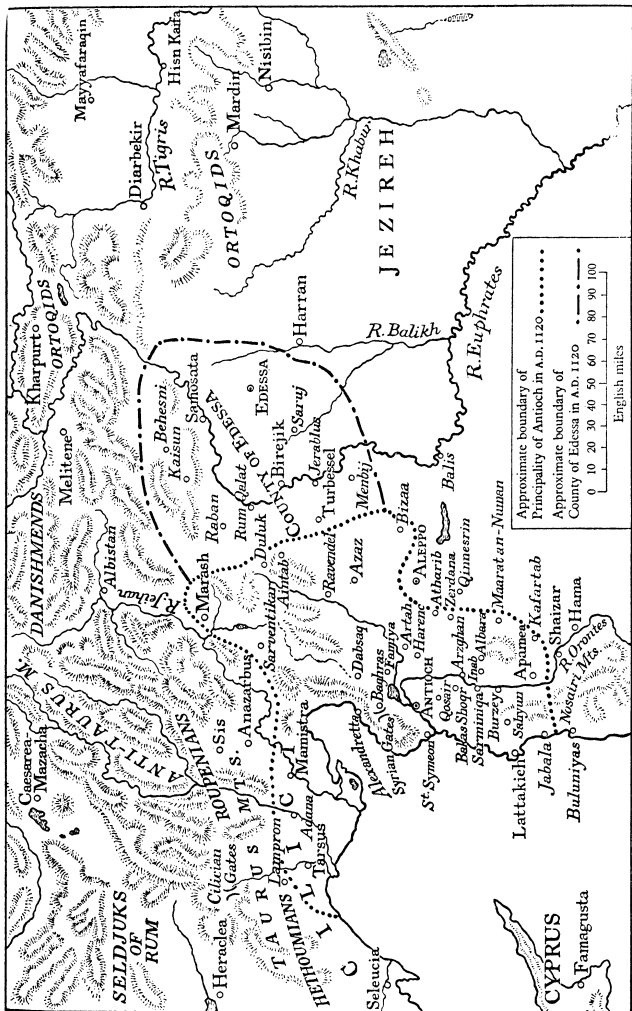 Caesarea
Mazacha
SELDJUKS
OF
RUM
Heraclea
Cilician
Gates
TAURUS MTS.
HETHOUMIANS
Lampron
ROUPENIANS
ANTI-TAURUS M
Sis
Anazarbus
CILICIA
Adana
Tarsus
Mamistra
Seleucia
CYPRUS
Famagusta
DANISHMENDS
Albistan
R. Jeihan
Marash
Sarventikar
Melitene
Kharpurt
ORTOQIDS
Behesni
Kaisun
Samosata
Raban
Rum Qelat
Duluk
Aintab
COUNTY OF EDESSA
EDESSA
Birejik
Saruj
Jerablus
Turbessel
Menbij
Ravendel
Azaz
Bizaa
Balis
Harran
R. Balikh
R. Euphrates
Mayyafaraqin
Diarbekir
R. Tigris
Hisn Kaifa
Mardin
Nisibin
ORTOQIDS
R. Khabur
JEZIREH
Alexandretta
Syrian Gates
Baghras
Famiya
Dabsaq
Artah
Harenc
ALEPPO
Atharib
Zerdana
Qinnesrin
ANTIOCH
St. Symeon
Qosair
Arzghan
Ballas Shoqr
Inab
Sarminiqa
Albara
Maarat an-Numan
Burzey
Sahyun
Apamea
Kafartab
Lattakieh
Jabala
Buluniyas
Shaizar
Hama
R. Orontes
Nosairi Mts.
Approximate boundary of
Principality of Antioch in A.D. 1120
Approximate boundary of
County of Edessa in A.D. 1120
0 10 20 30 40 50 60 70 80 90 100
English miles